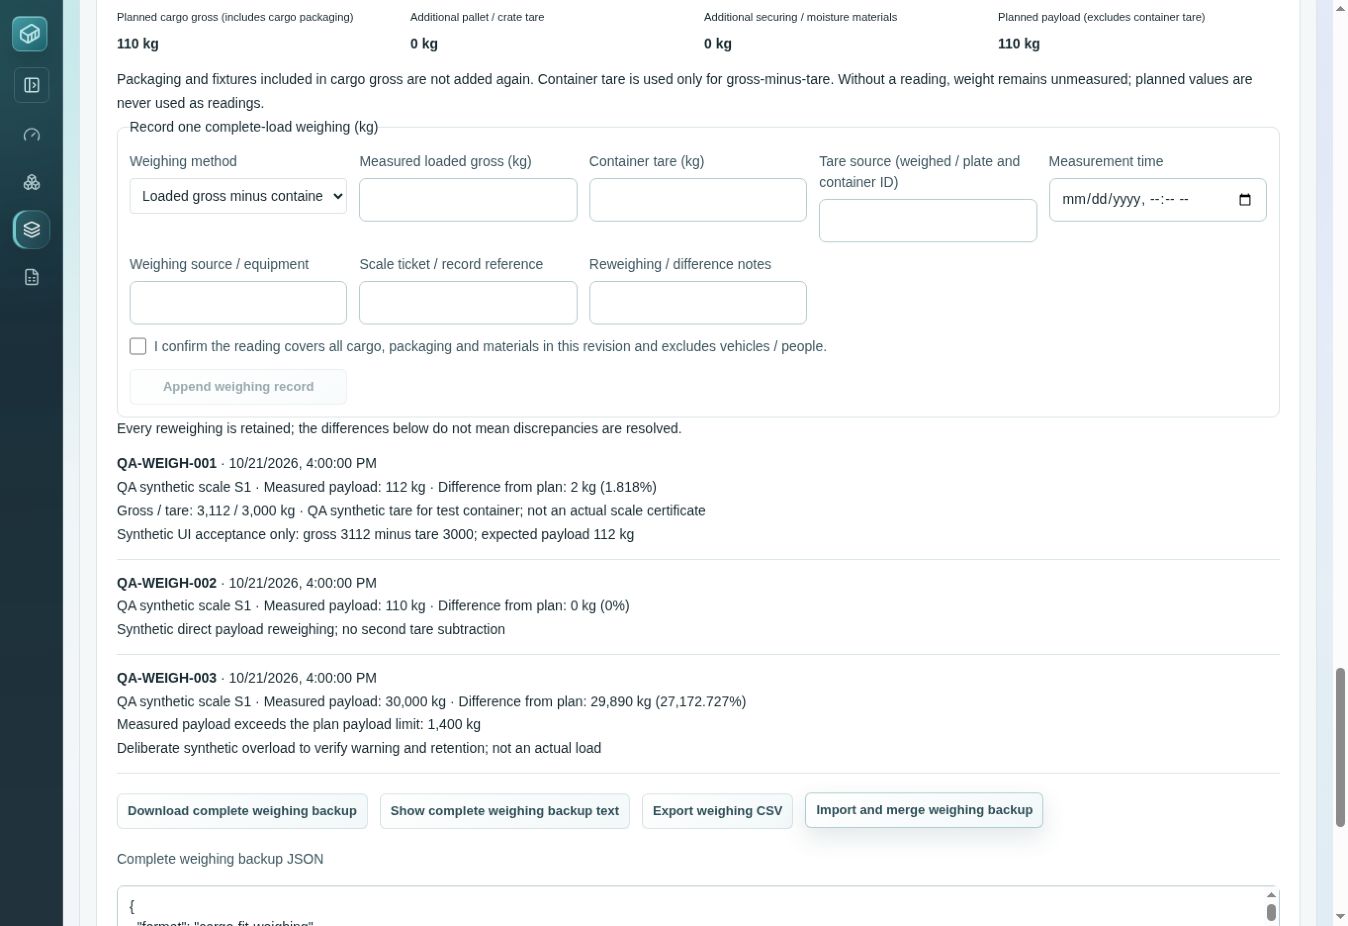 Planned cargo gross (includes cargo packaging)
Additional pallet / crate tare
Additional securing / moisture materials
Planned payload (excludes container tare)
110 kg
0 kg
0 kg
110 kg
Packaging and fixtures included in cargo gross are not added again. Container tare is used only for gross-minus-tare. Without a reading, weight remains unmeasured; planned values are
never used as readings.
Record one complete-load weighing (kg)
Weighing method
Measured loaded gross (kg)
Container tare (kg)
Tare source (weighed / plate and
container ID)
Measurement time
Loaded gross minus containe
mm/dd/yyyy, --:-- --
Weighing source / equipment
Scale ticket / record reference
Reweighing / difference notes
I confirm the reading covers all cargo, packaging and materials in this revision and excludes vehicles / people.
Append weighing record
Every reweighing is retained; the differences below do not mean discrepancies are resolved.
QA-WEIGH-001 · 10/21/2026, 4:00:00 PM
QA synthetic scale S1 · Measured payload: 112 kg · Difference from plan: 2 kg (1.818%)
Gross / tare: 3,112 / 3,000 kg · QA synthetic tare for test container; not an actual scale certificate
Synthetic UI acceptance only: gross 3112 minus tare 3000; expected payload 112 kg
QA-WEIGH-002 · 10/21/2026, 4:00:00 PM
QA synthetic scale S1 · Measured payload: 110 kg · Difference from plan: 0 kg (0%)
Synthetic direct payload reweighing; no second tare subtraction
QA-WEIGH-003 · 10/21/2026, 4:00:00 PM
QA synthetic scale S1 · Measured payload: 30,000 kg · Difference from plan: 29,890 kg (27,172.727%)
Measured payload exceeds the plan payload limit: 1,400 kg
Deliberate synthetic overload to verify warning and retention; not an actual load
Download complete weighing backup
Show complete weighing backup text
Export weighing CSV
Import and merge weighing backup
Complete weighing backup JSON
{
"format": "cargo-fit-weighing"